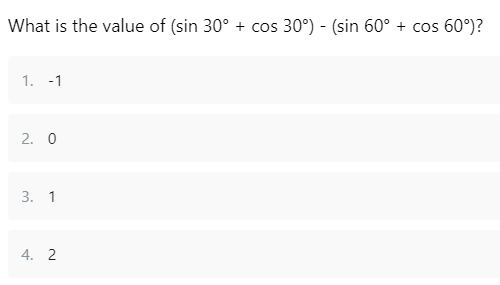 What is the value of (sin 30° + cos 30°) - (sin 60° + cos 60°)?
1. -1
2. 0
3. 1
4. 2